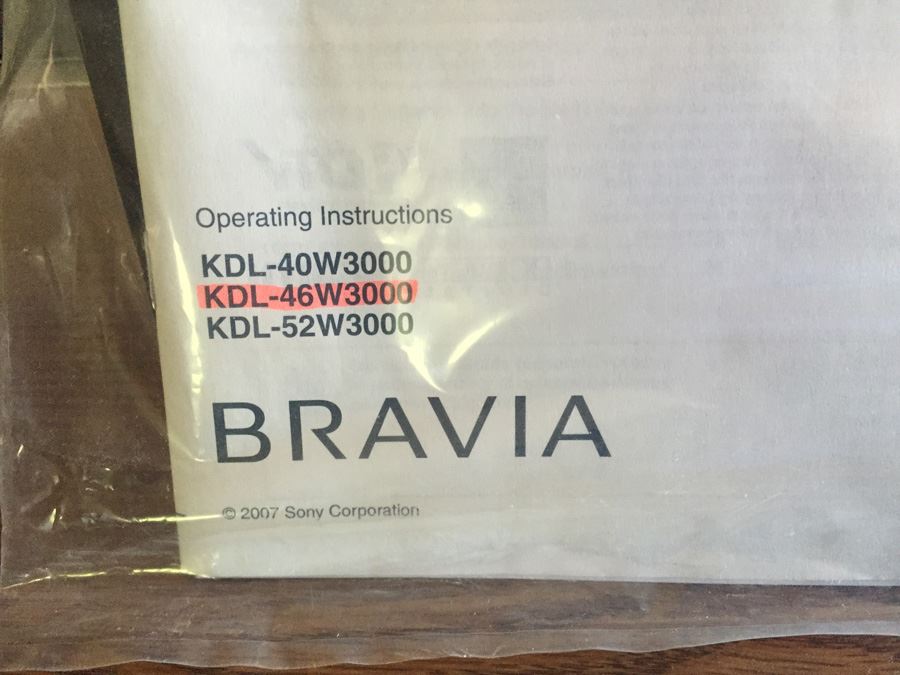 Operating Instructions
KDL-40W3000
KDL-46W3000
KDL-52W3000
BRAVIA
© 2007 Sony Corporation